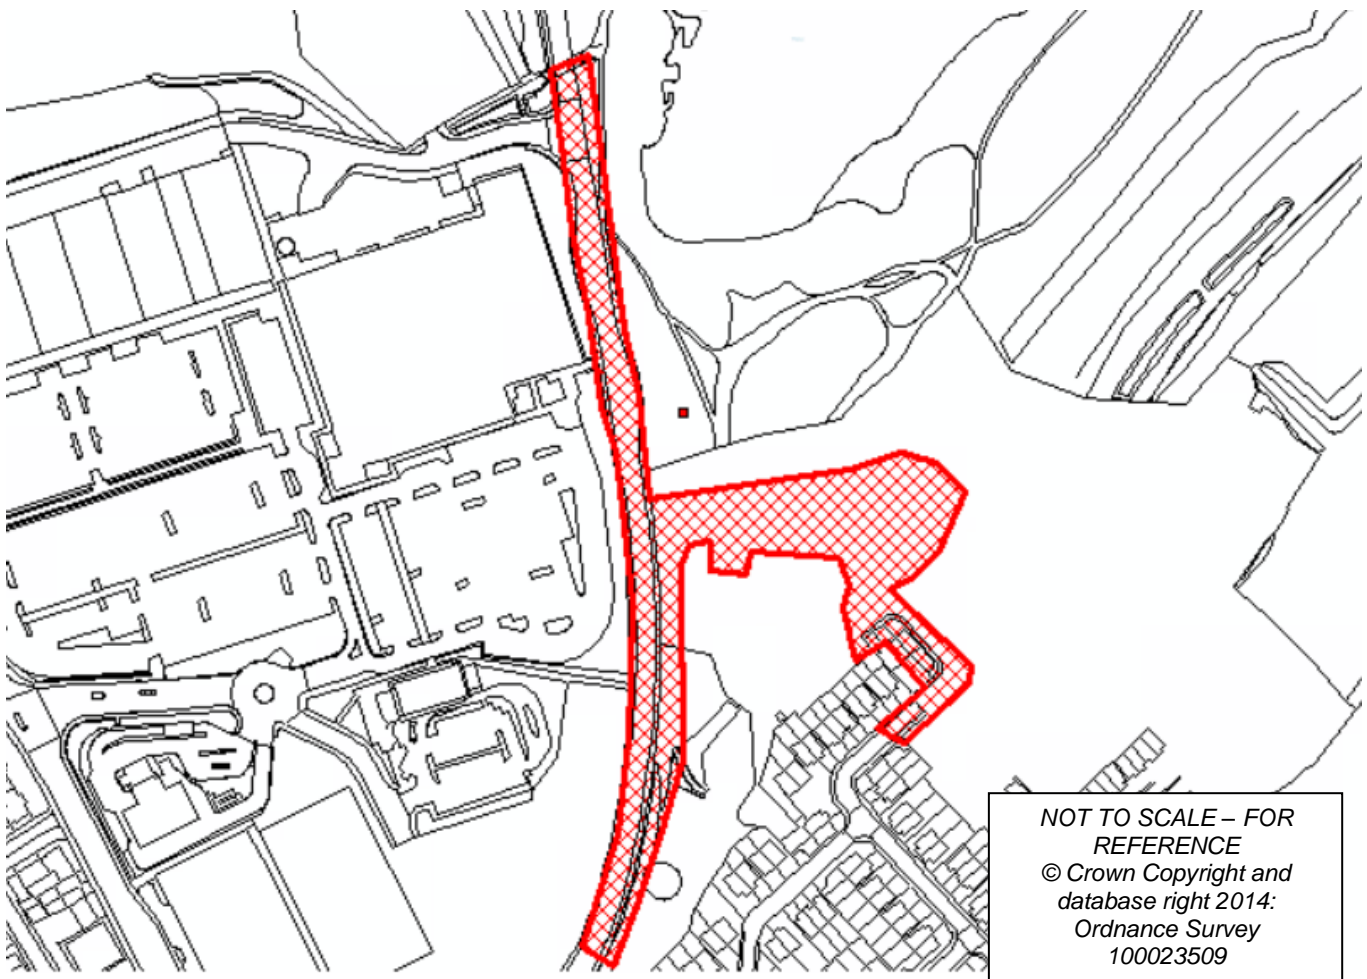 NOT TO SCALE – FOR
REFERENCE
© Crown Copyright and
database right 2014:
Ordnance Survey
100023509